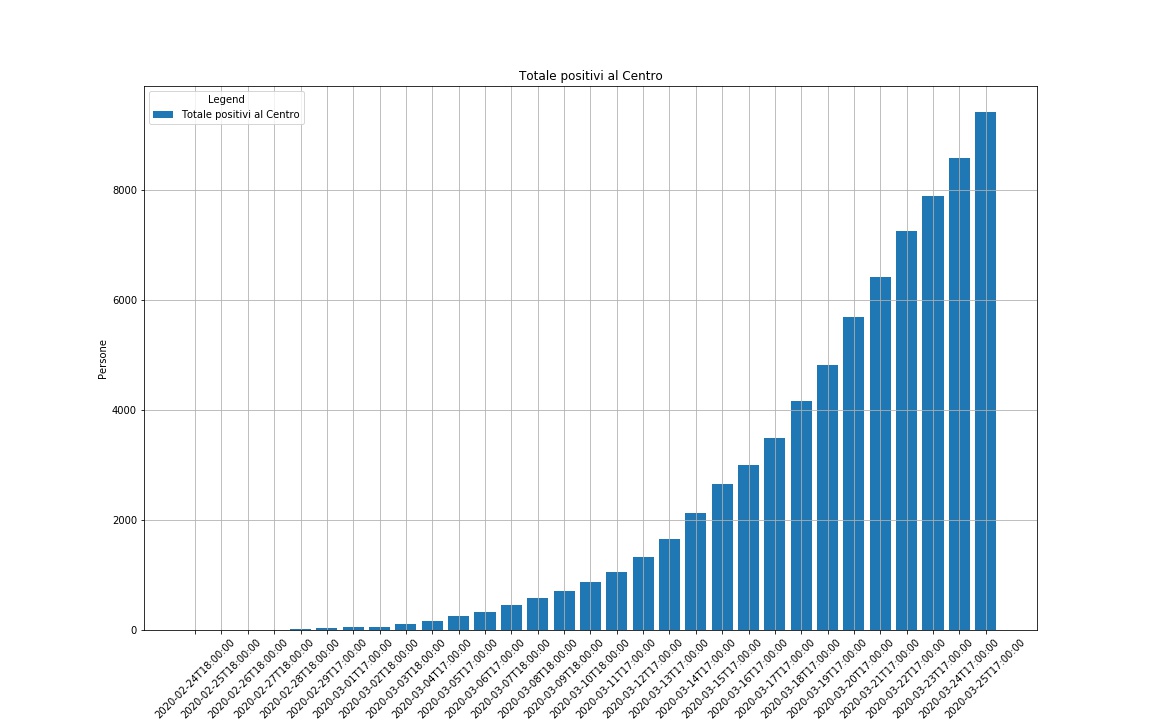 Totale positivi al Centro
Legend
Totale positivi al Centro
Persone
8000
6000
4000
2000
0
2020-02-24T18:00:00
2020-02-25T18:00:00
2020-02-26T18:00:00
2020-02-27T18:00:00
2020-02-28T18:00:00
2020-02-29T17:00:00
2020-03-01T17:00:00
2020-03-02T18:00:00
2020-03-03T18:00:00
2020-03-04T17:00:00
2020-03-05T17:00:00
2020-03-06T17:00:00
2020-03-07T18:00:00
2020-03-08T18:00:00
2020-03-09T18:00:00
2020-03-10T18:00:00
2020-03-11T17:00:00
2020-03-12T17:00:00
2020-03-13T17:00:00
2020-03-14T17:00:00
2020-03-15T17:00:00
2020-03-16T17:00:00
2020-03-17T17:00:00
2020-03-18T17:00:00
2020-03-19T17:00:00
2020-03-20T17:00:00
2020-03-21T17:00:00
2020-03-22T17:00:00
2020-03-23T17:00:00
2020-03-24T17:00:00
2020-03-25T17:00:00